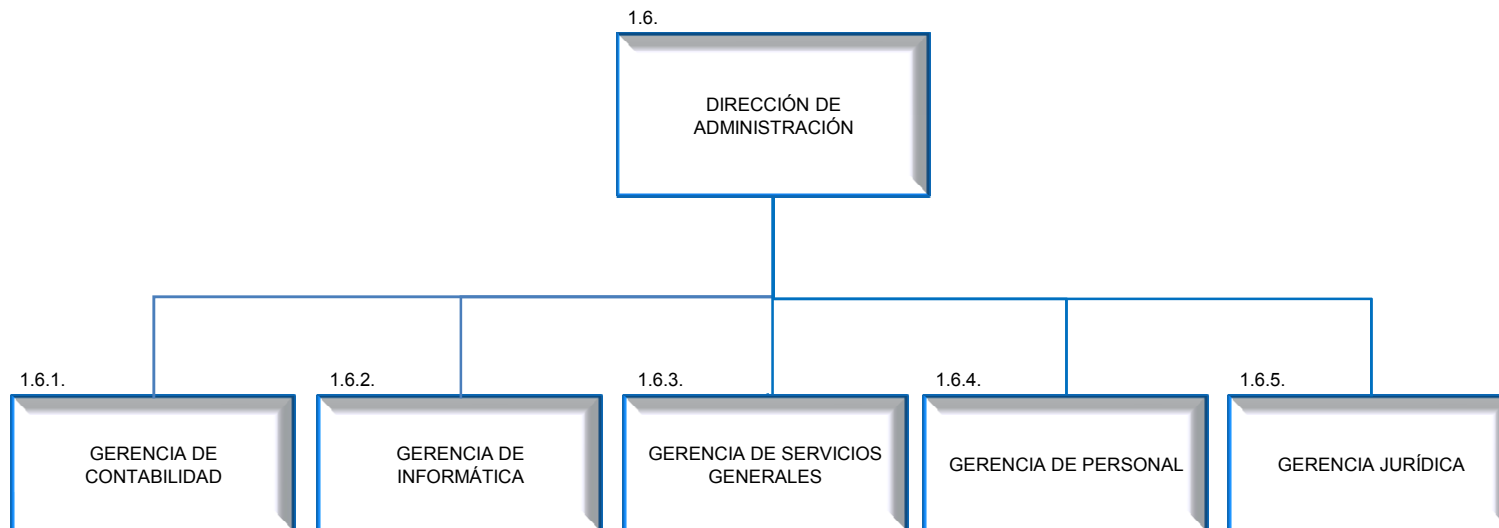 1.6.
DIRECCIÓN DE
ADMINISTRACIÓN
1.6.1.
GERENCIA DE
CONTABILIDAD
1.6.2.
GERENCIA DE
INFORMÁTICA
1.6.3.
GERENCIA DE SERVICIOS
GENERALES
1.6.4.
GERENCIA DE PERSONAL
1.6.5.
GERENCIA JURÍDICA